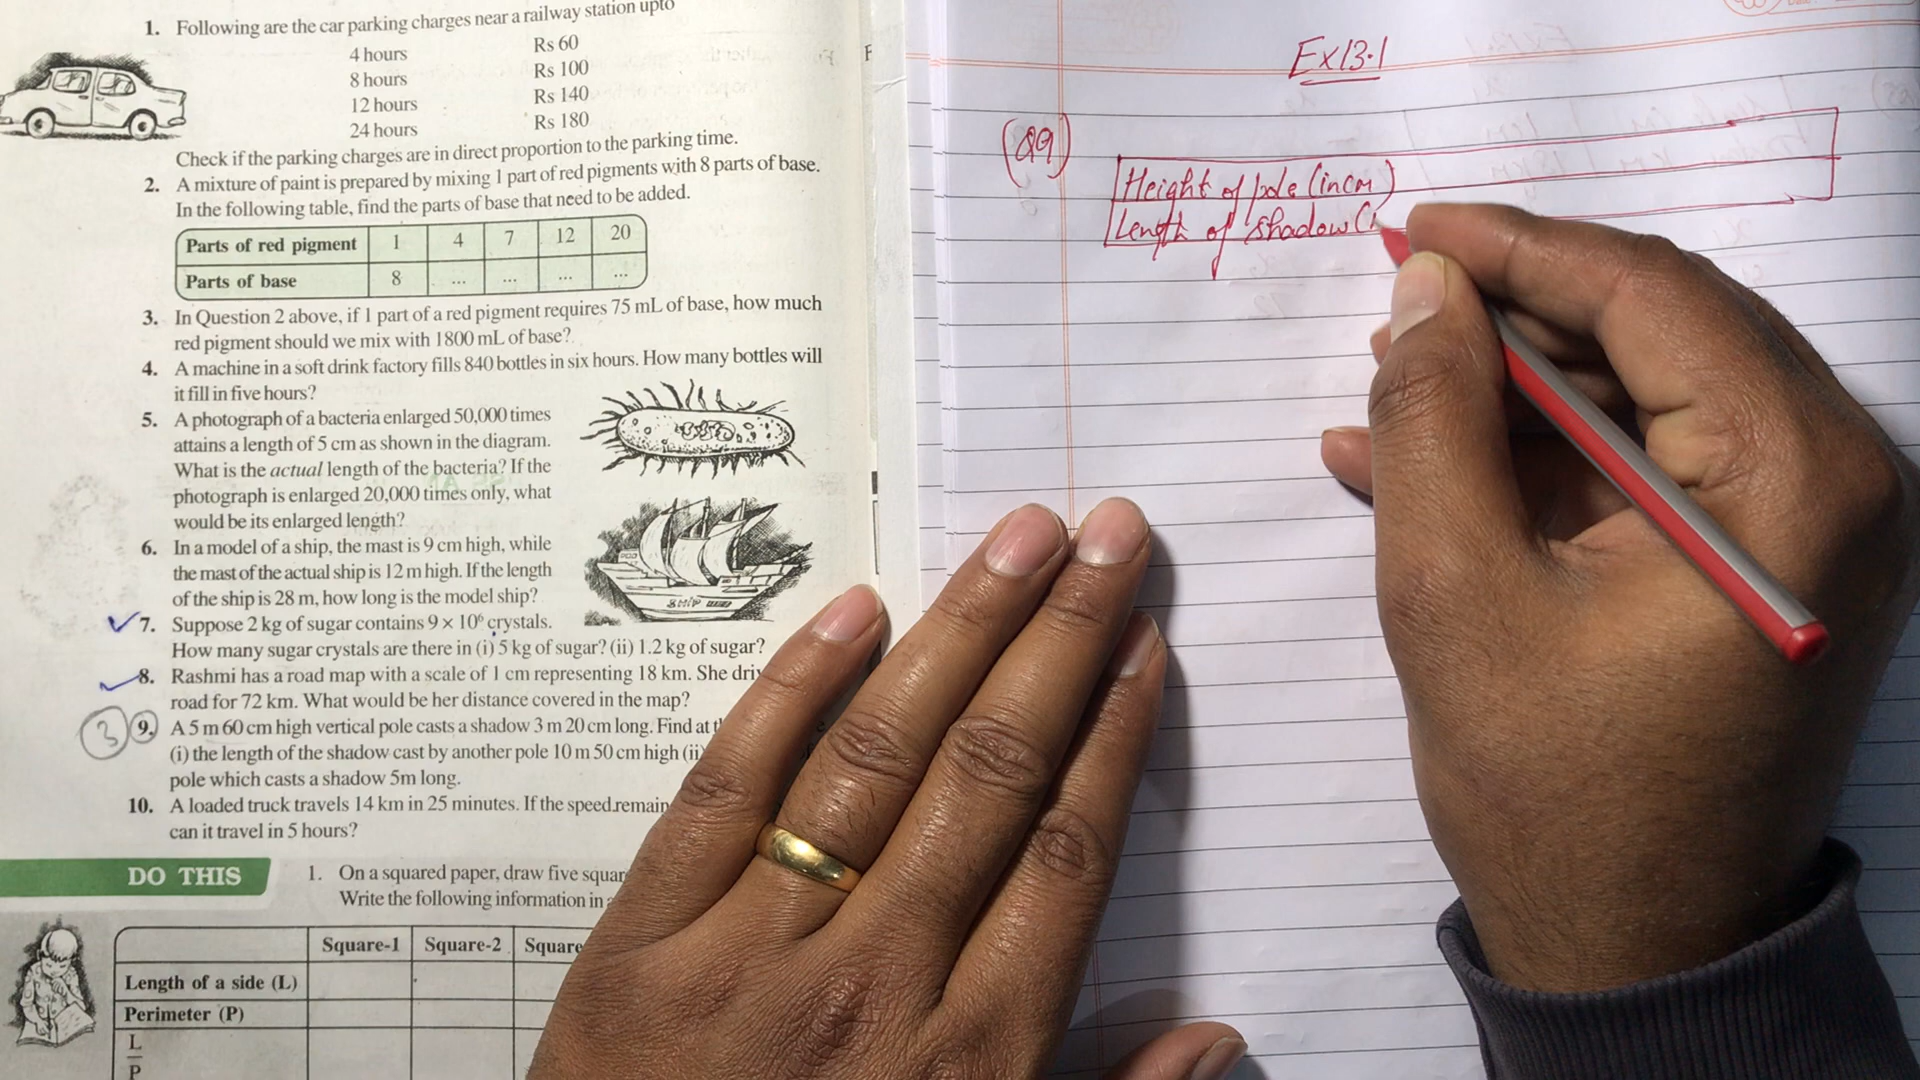 1. Following are the car parking charges near a railway station upto
4 hours Rs 60
8 hours Rs 100
12 hours Rs 140
24 hours Rs 180
Check if the parking charges are in direct proportion to the parking time.
2. A mixture of paint is prepared by mixing 1 part of red pigments with 8 parts of base.
In the following table, find the parts of base that need to be added.
Parts of red pigment 1 4 7 12 20
Parts of base 8 ... ... ... ...
3. In Question 2 above, if 1 part of a red pigment requires 75 mL of base, how much
red pigment should we mix with 1800 mL of base?
4. A machine in a soft drink factory fills 840 bottles in six hours. How many bottles will
it fill in five hours?
5. A photograph of a bacteria enlarged 50,000 times
attains a length of 5 cm as shown in the diagram.
What is the actual length of the bacteria? If the
photograph is enlarged 20,000 times only, what
would be its enlarged length?
6. In a model of a ship, the mast is 9 cm high, while
the mast of the actual ship is 12 m high. If the length
of the ship is 28 m, how long is the model ship?
SHIP
7. Suppose 2 kg of sugar contains 9 × 10⁶ crystals.
How many sugar crystals are there in (i) 5 kg of sugar? (ii) 1.2 kg of sugar?
8. Rashmi has a road map with a scale of 1 cm representing 18 km. She
road for 72 km. What would be her distance covered in the map?
3 9. A 5 m 60 cm high vertical pole casts a shadow 3 m 20 cm long. Find at
(i) the length of the shadow cast by another pole 10 m 50 cm high (ii)
pole which casts a shadow 5m long.
10. A loaded truck travels 14 km in 25 minutes. If the speed remain
can it travel in 5 hours?
DO THIS
1. On a squared paper, draw five squar
Write the following information in
Square-1 Square-2 Square
Length of a side (L)
Perimeter (P)
L
P
Ex13.1
(Q9)
Height of pole (in cm)
Length of shadow (